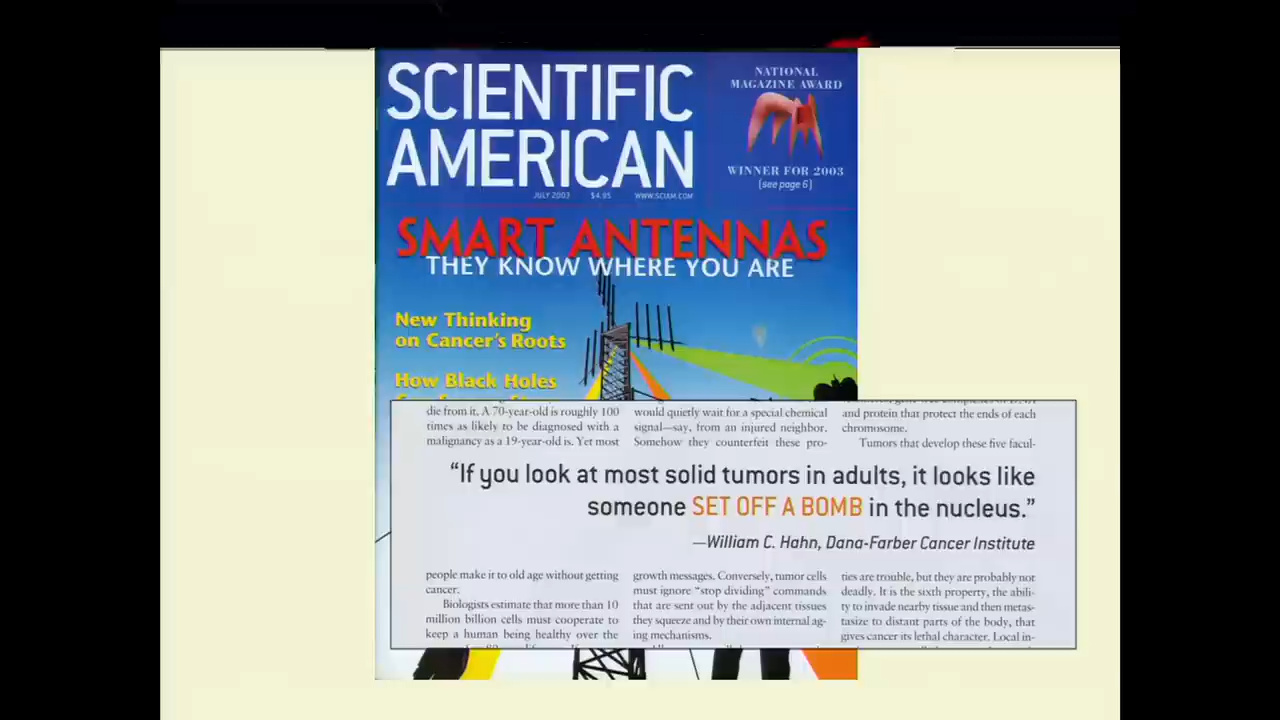 SCIENTIFIC
AMERICAN
JULY 2003 $4.95 WWW.SCIAM.COM
NATIONAL
MAGAZINE AWARD
WINNER FOR 2003
(see page 6)
SMART ANTENNAS
THEY KNOW WHERE YOU ARE
New Thinking
on Cancer's Roots
How Black Holes
die from it. A 70-year-old is roughly 100
times as likely to be diagnosed with a
malignancy as a 19-year-old is. Yet most
would quietly wait for a special chemical
signal—say, from an injured neighbor.
Somehow they counterfeit these pro-
and protein that protect the ends of each
chromosome.
Tumors that develop these five facul-
“If you look at most solid tumors in adults, it looks like
someone SET OFF A BOMB in the nucleus.”
—William C. Hahn, Dana-Farber Cancer Institute
people make it to old age without getting
cancer.
Biologists estimate that more than 10
million billion cells must cooperate to
keep a human being healthy over the
growth messages. Conversely, tumor cells
must ignore “stop dividing” commands
that are sent out by the adjacent tissues
they squeeze and by their own internal ag-
ing mechanisms.
ties are trouble, but they are probably not
deadly. It is the sixth property, the abili-
ty to invade nearby tissue and then metas-
tasize to distant parts of the body, that
gives cancer its lethal character. Local in-